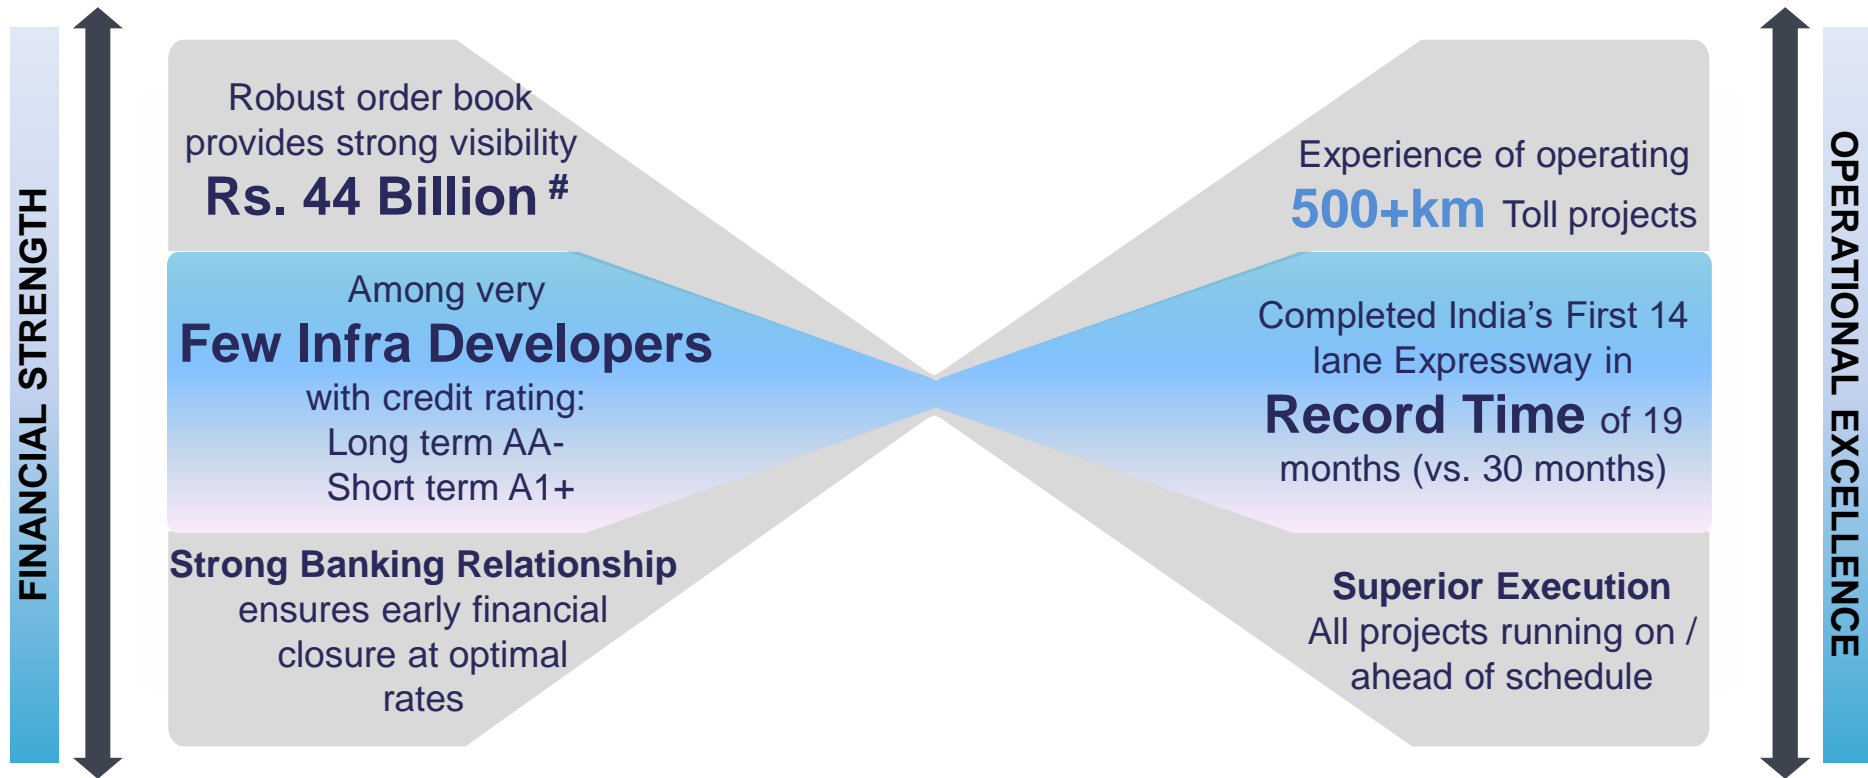 FINANCIAL STRENGTH
Robust order book
provides strong visibility
Rs. 44 Billion #
Among very
Few Infra Developers
with credit rating:
Long term AA-
Short term A1+
Strong Banking Relationship
ensures early financial
closure at optimal
rates
Experience of operating
500+km Toll projects
Completed India’s First 14
lane Expressway in
Record Time of 19
months (vs. 30 months)
Superior Execution
All projects running on /
ahead of schedule
OPERATIONAL EXCELLENCE